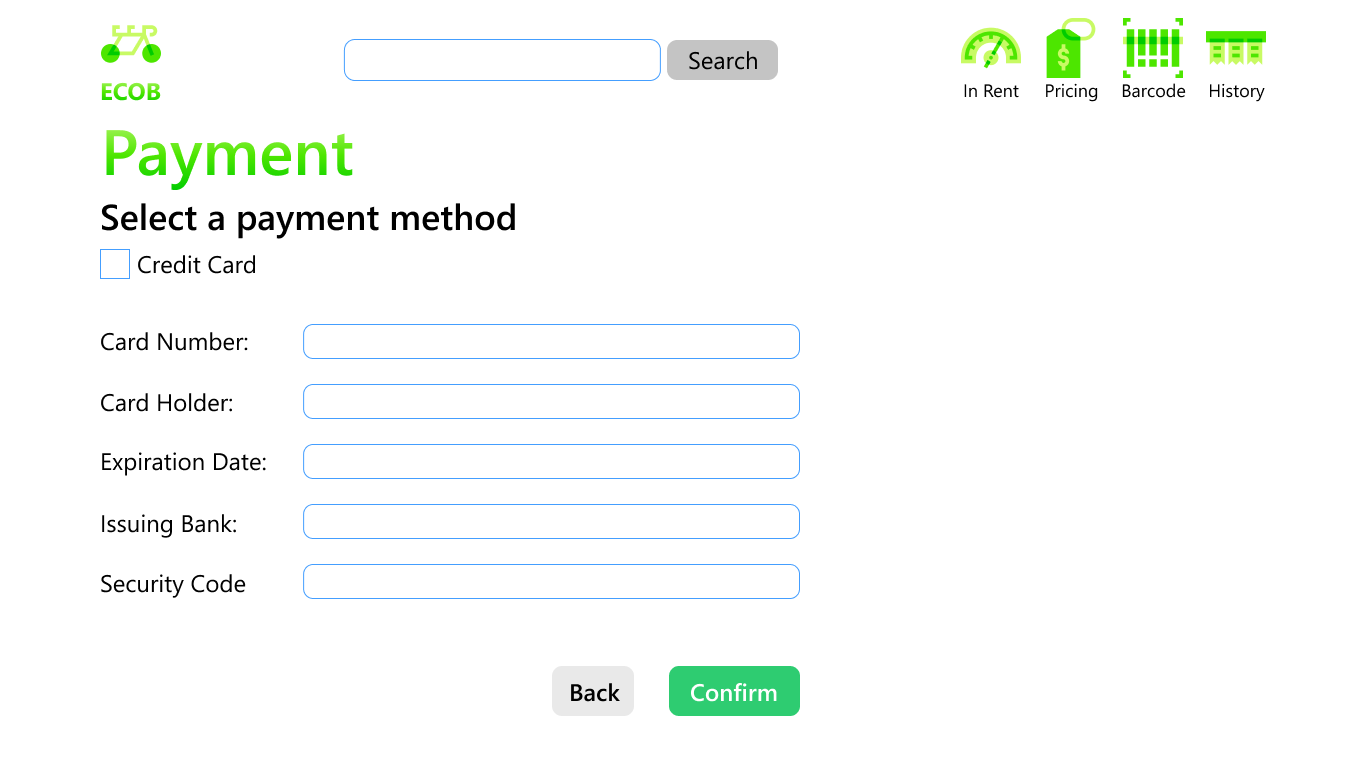 ECOB
Search
In Rent
Pricing
Barcode
History
$
Payment
Select a payment method
Credit Card
Card Number:
Card Holder:
Expiration Date:
Issuing Bank:
Security Code
Back
Confirm